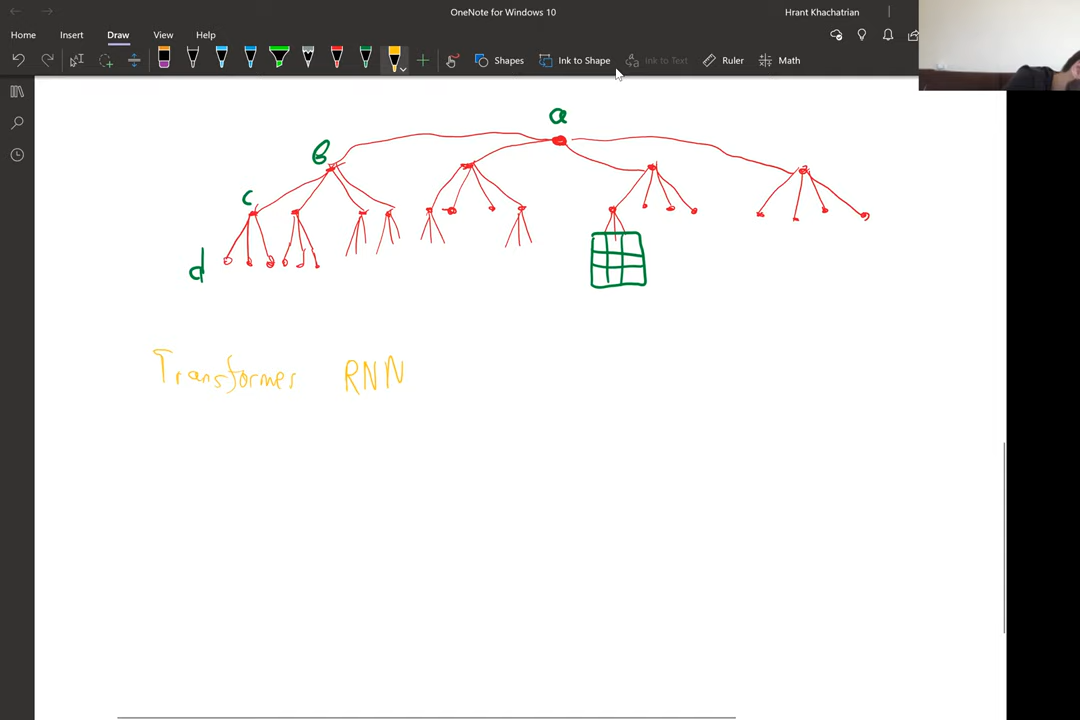 OneNote for Windows 10
Hrant Khachatrian
Home Insert Draw View Help
Shapes Ink to Shape Ink to Text Ruler Math
a
b
c
d
Transformer RNN